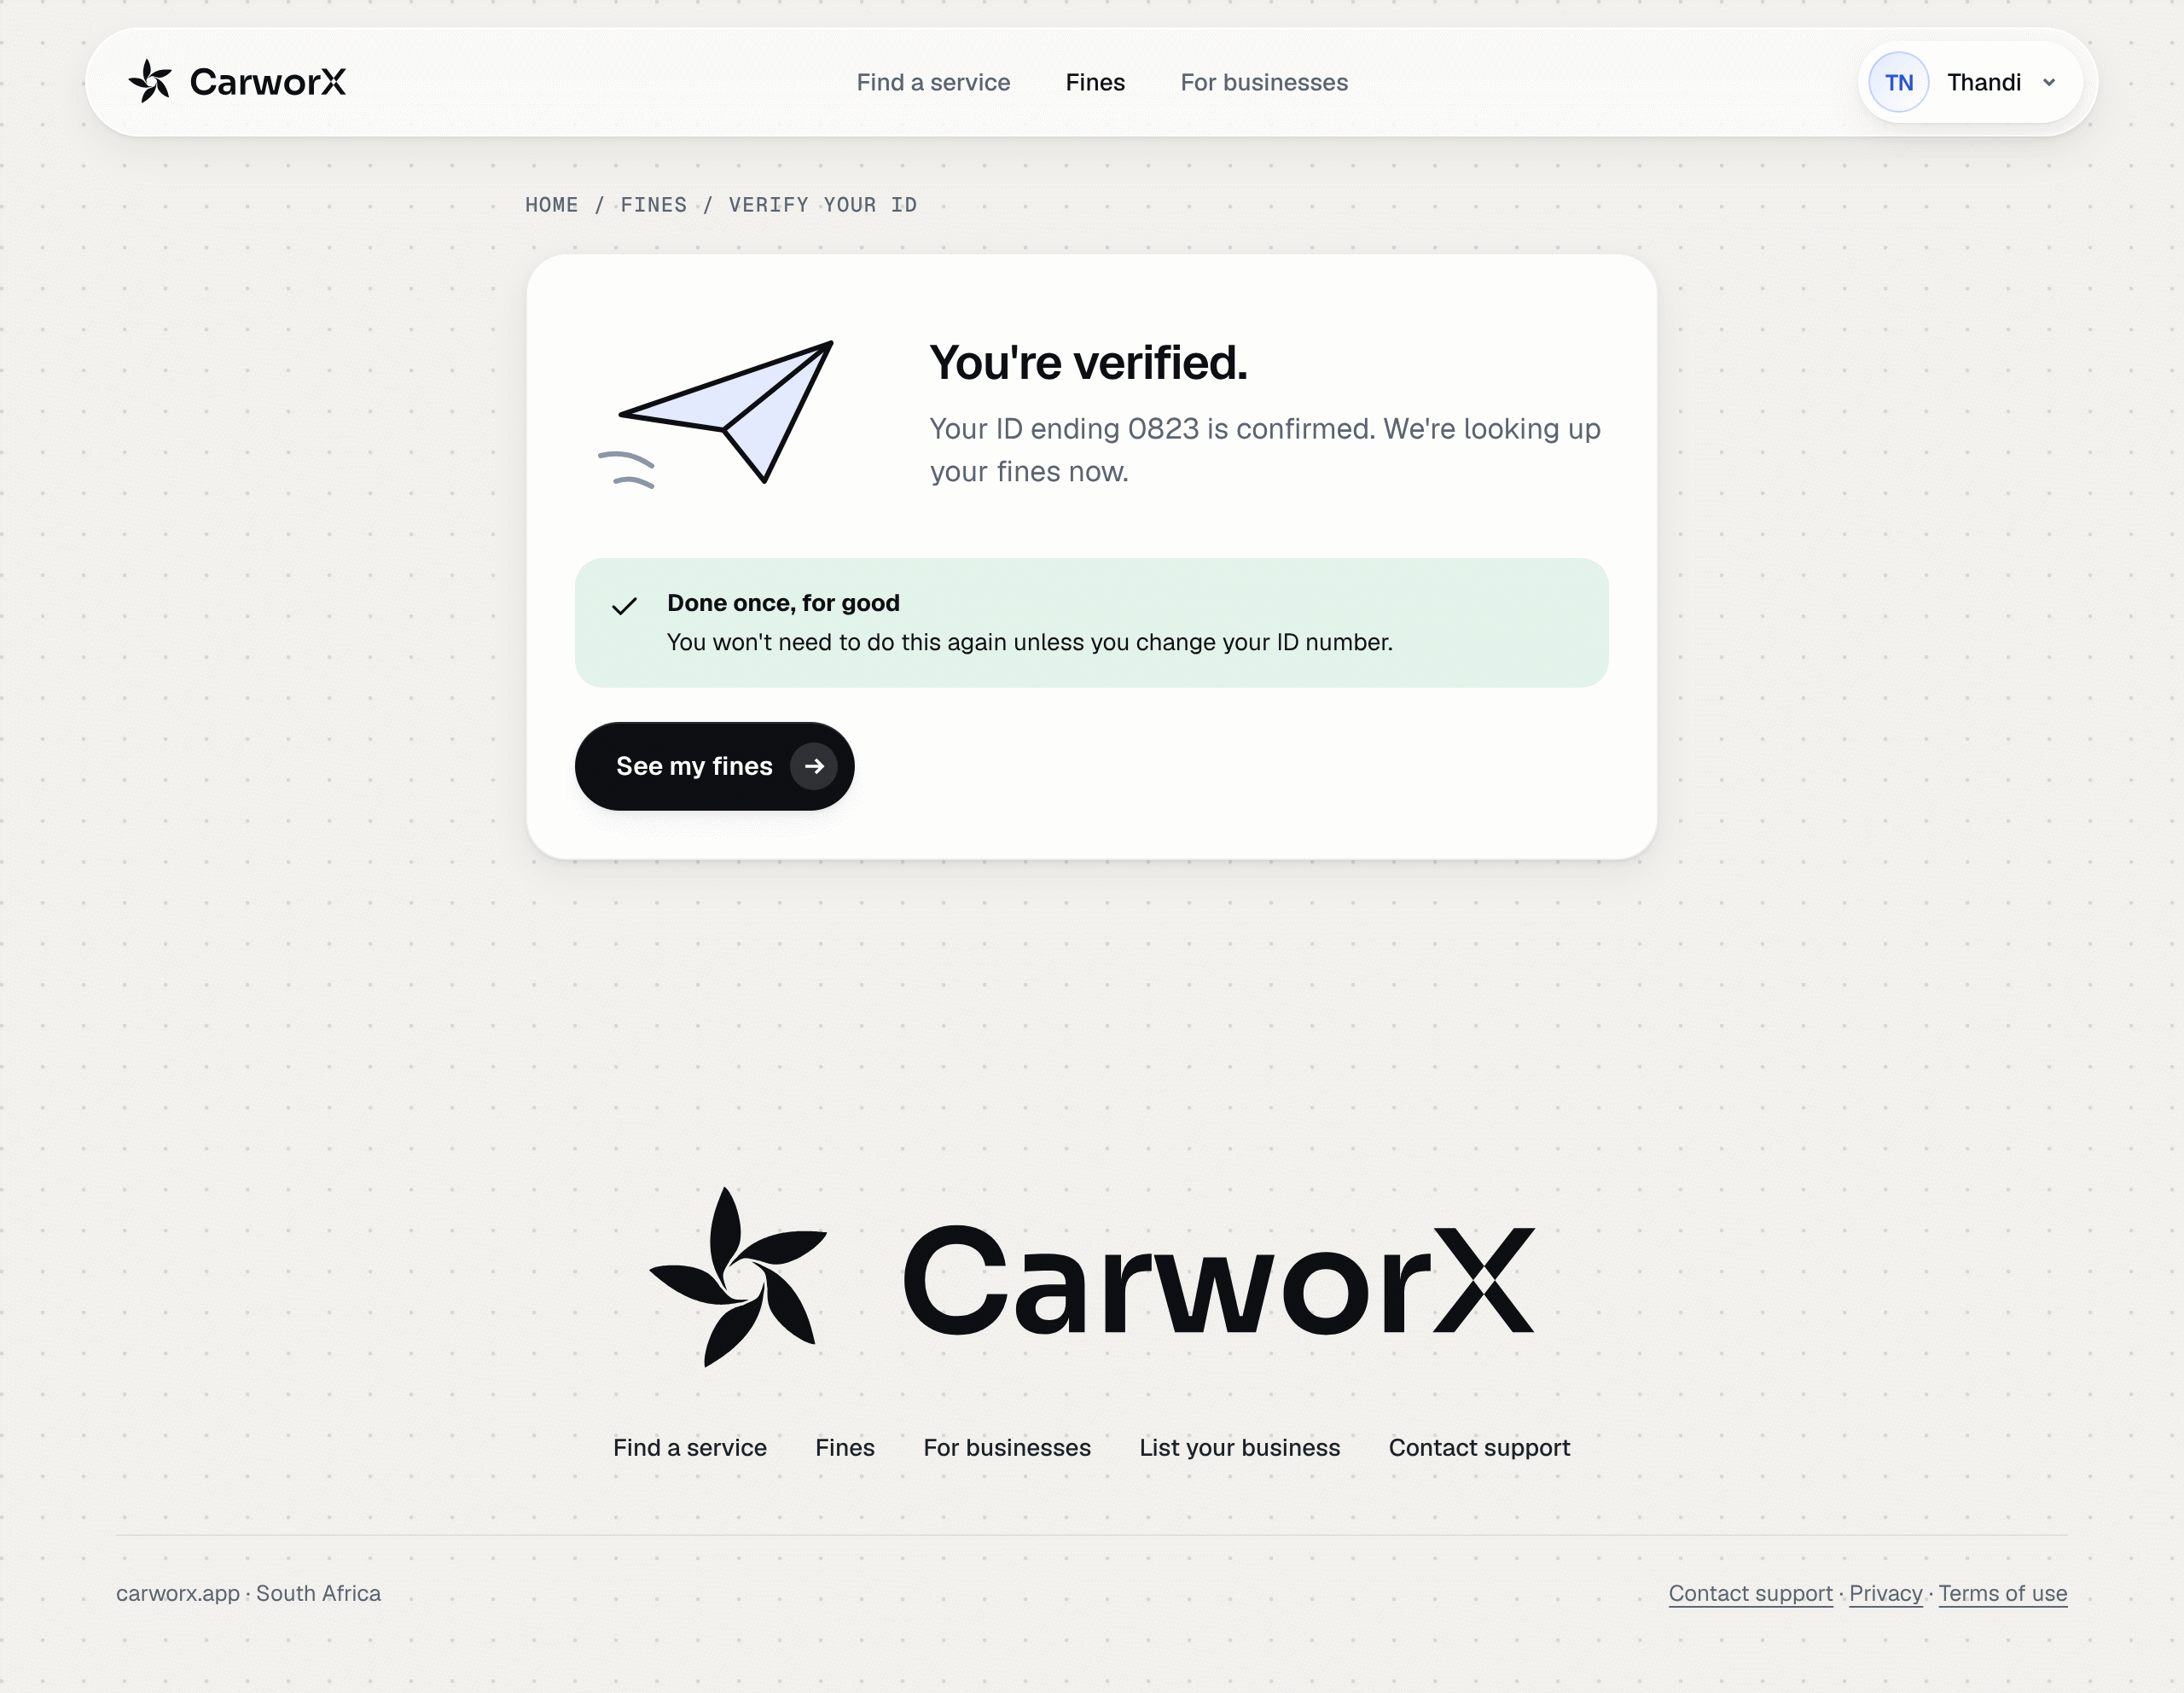 CarworX
Find a service
Fines
For businesses
TN
Thandi
HOME / FINES / VERIFY YOUR ID
You're verified.
Your ID ending 0823 is confirmed. We're looking up
your fines now.
Done once, for good
You won't need to do this again unless you change your ID number.
See my fines
CarworX
Find a service
Fines
For businesses
List your business
Contact support
carworx.app · South Africa
Contact support · Privacy · Terms of use